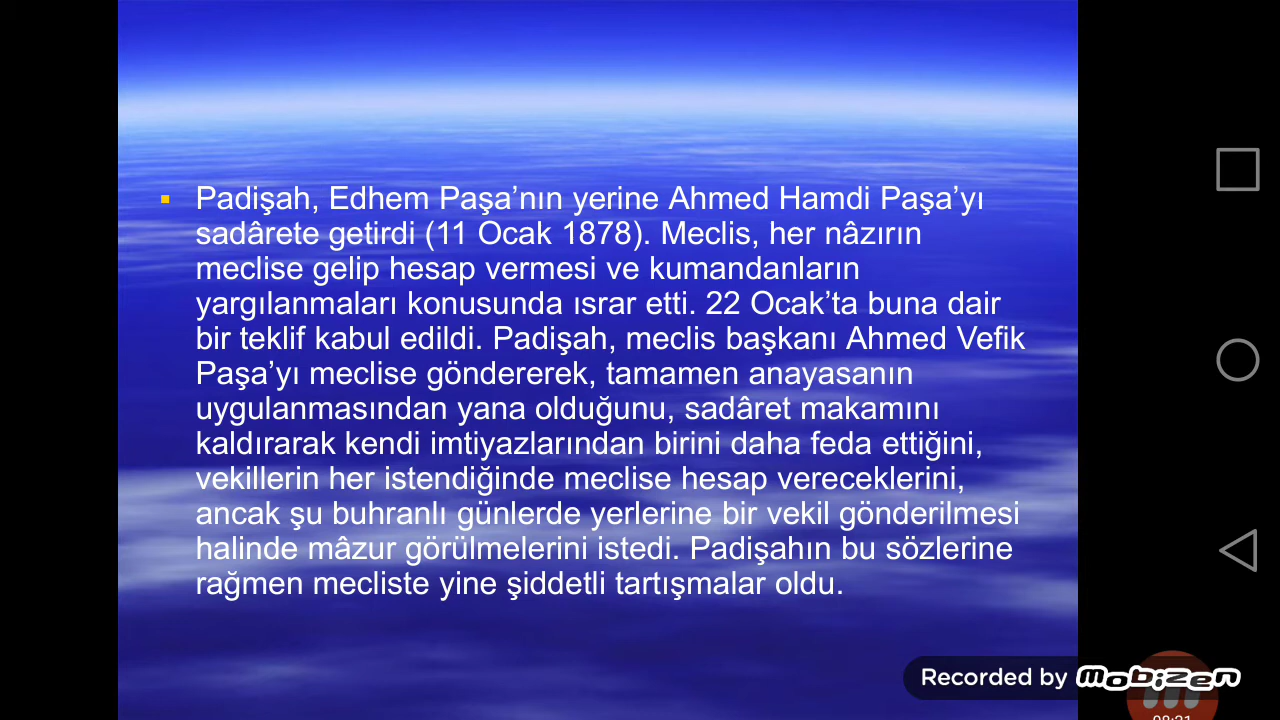 Padişah, Edhem Paşa’nın yerine Ahmed Hamdi Paşa’yı
sadârete getirdi (11 Ocak 1878). Meclis, her nâzırın
meclise gelip hesap vermesi ve kumandanların
yargılanmaları konusunda ısrar etti. 22 Ocak’ta buna dair
bir teklif kabul edildi. Padişah, meclis başkanı Ahmed Vefik
Paşa’yı meclise göndererek, tamamen anayasanın
uygulanmasından yana olduğunu, sadâret makamını
kaldırarak kendi imtiyazlarından birini daha feda ettiğini,
vekillerin her istendiğinde meclise hesap vereceklerini,
ancak şu buhranlı günlerde yerlerine bir vekil gönderilmesi
halinde mâzur görülmelerini istedi. Padişahın bu sözlerine
rağmen mecliste yine şiddetli tartışmalar oldu.
Recorded by mobizen